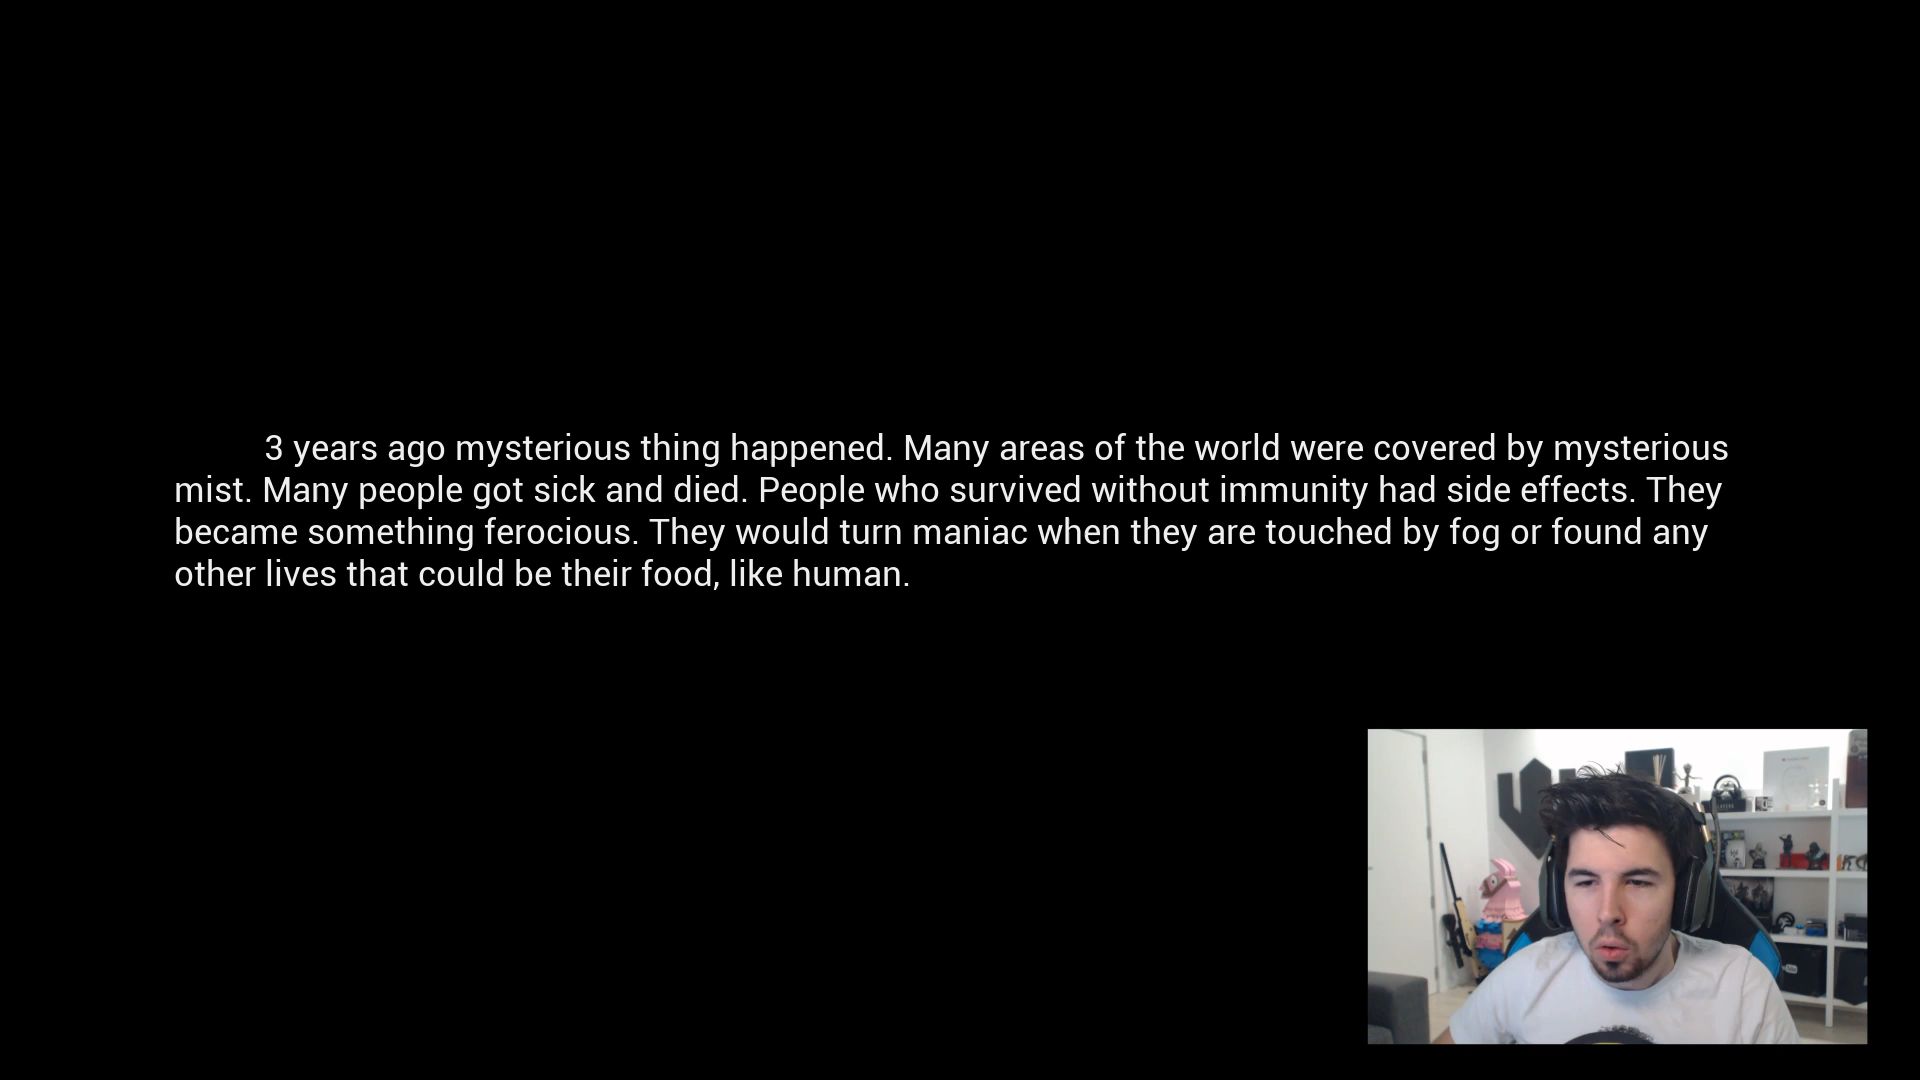 3 years ago mysterious thing happened. Many areas of the world were covered by mysterious
mist. Many people got sick and died. People who survived without immunity had side effects. They
became something ferocious. They would turn maniac when they are touched by fog or found any
other lives that could be their food, like human.